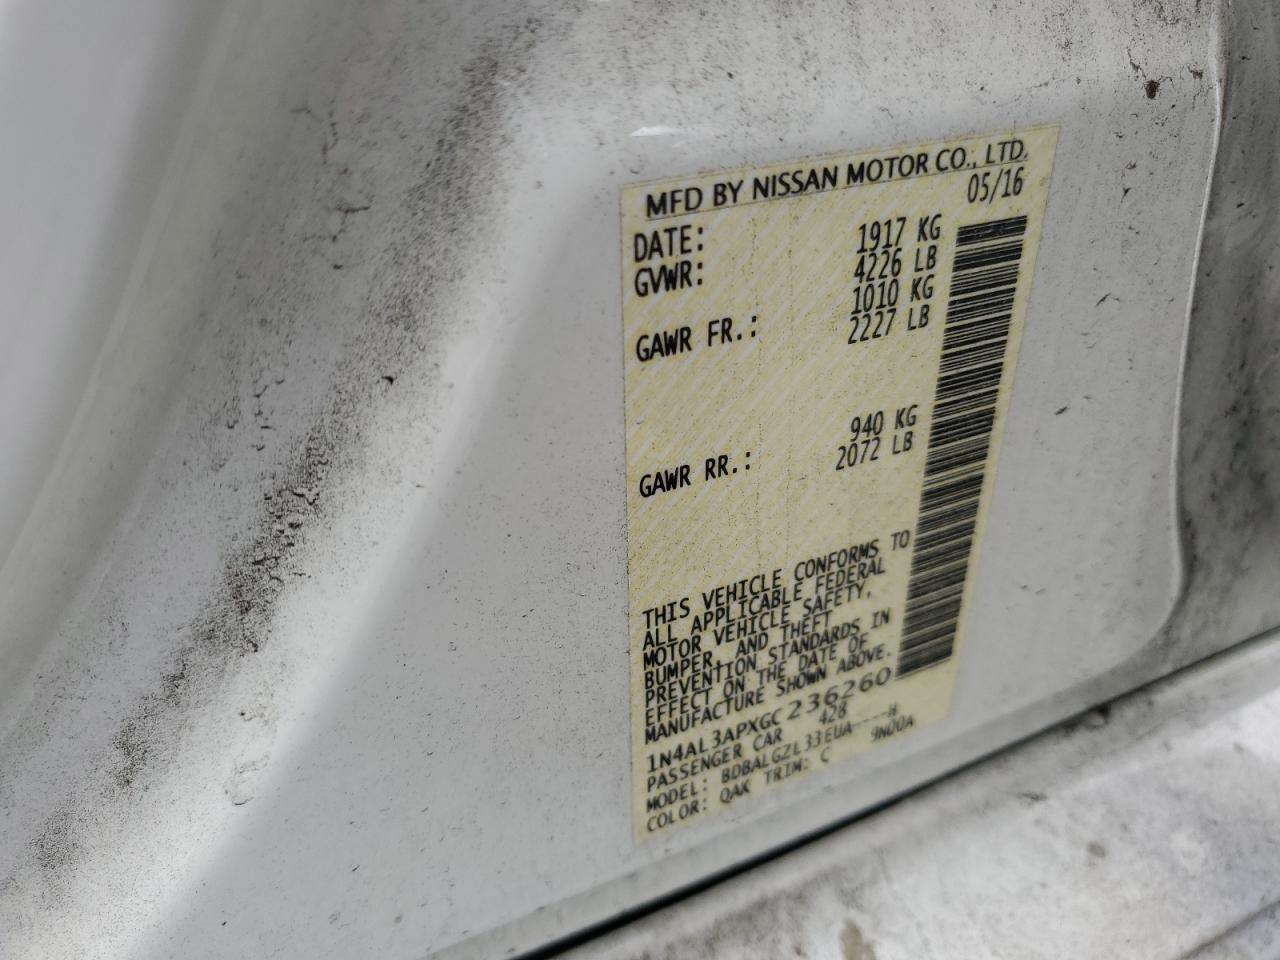 MFD BY NISSAN MOTOR CO., LTD.
DATE: 05/16
GVWR: 1917 KG
4226 LB
GAWR FR.: 1010 KG
2227 LB
GAWR RR.: 940 KG
2072 LB
THIS VEHICLE CONFORMS TO
ALL APPLICABLE FEDERAL
MOTOR VEHICLE SAFETY,
BUMPER, AND THEFT
PREVENTION STANDARDS IN
EFFECT ON THE DATE OF
MANUFACTURE SHOWN ABOVE.
1N4AL3APXGC236260
PASSENGER CAR 428
MODEL: BDBALGZL33EUA----H
COLOR: QAK TRIM: C 9N00A